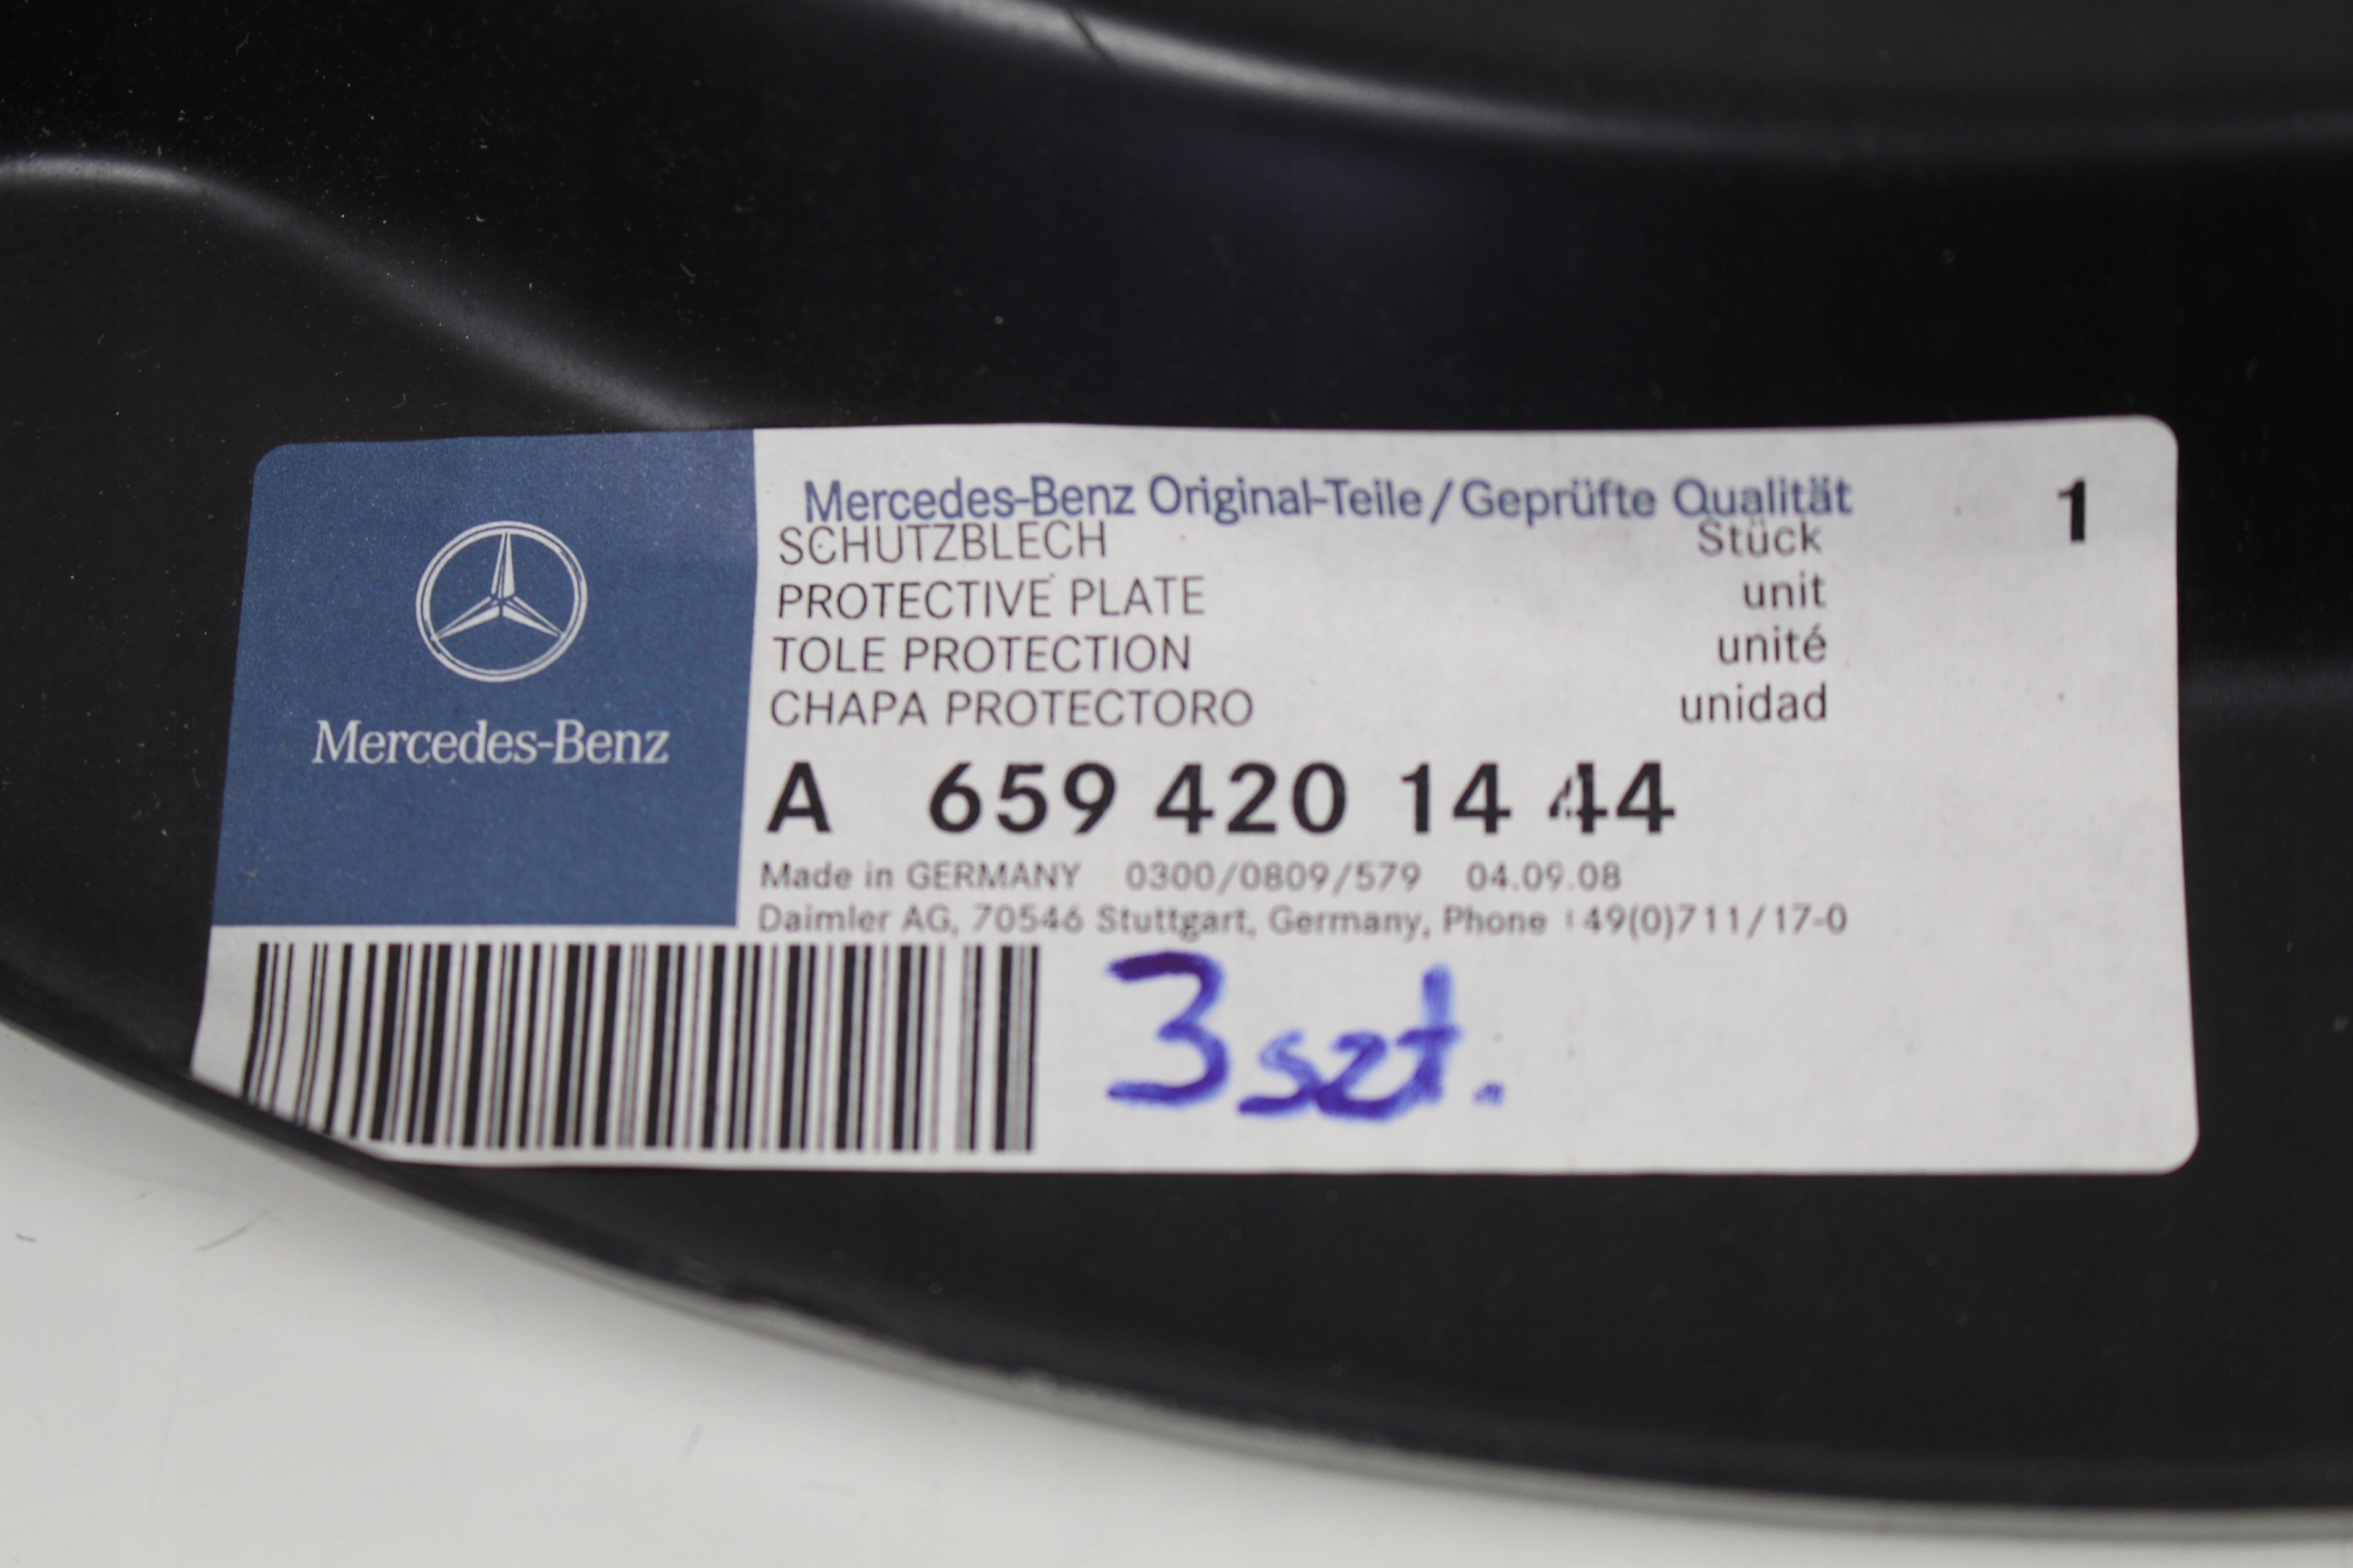 Mercedes-Benz
Mercedes-Benz Original-Teile/Geprüfte Qualität
SCHUTZBLECH Stück 1
PROTECTIVE PLATE unit
TOLE PROTECTION unité
CHAPA PROTECTORO unidad
A 659 420 14 44
Made in GERMANY 0300/0809/579 04.09.08
Daimler AG, 70546 Stuttgart, Germany, Phone +49(0)711/17-0
3 szt.